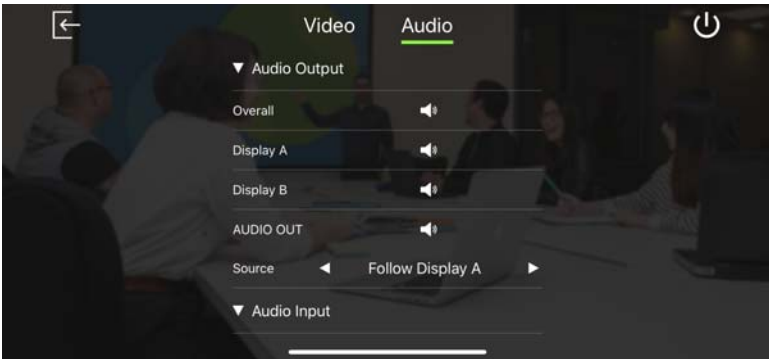 Video Audio
▼ Audio Output
Overall
Display A
Display B
AUDIO OUT
Source ◀ Follow Display A ▶
▼ Audio Input